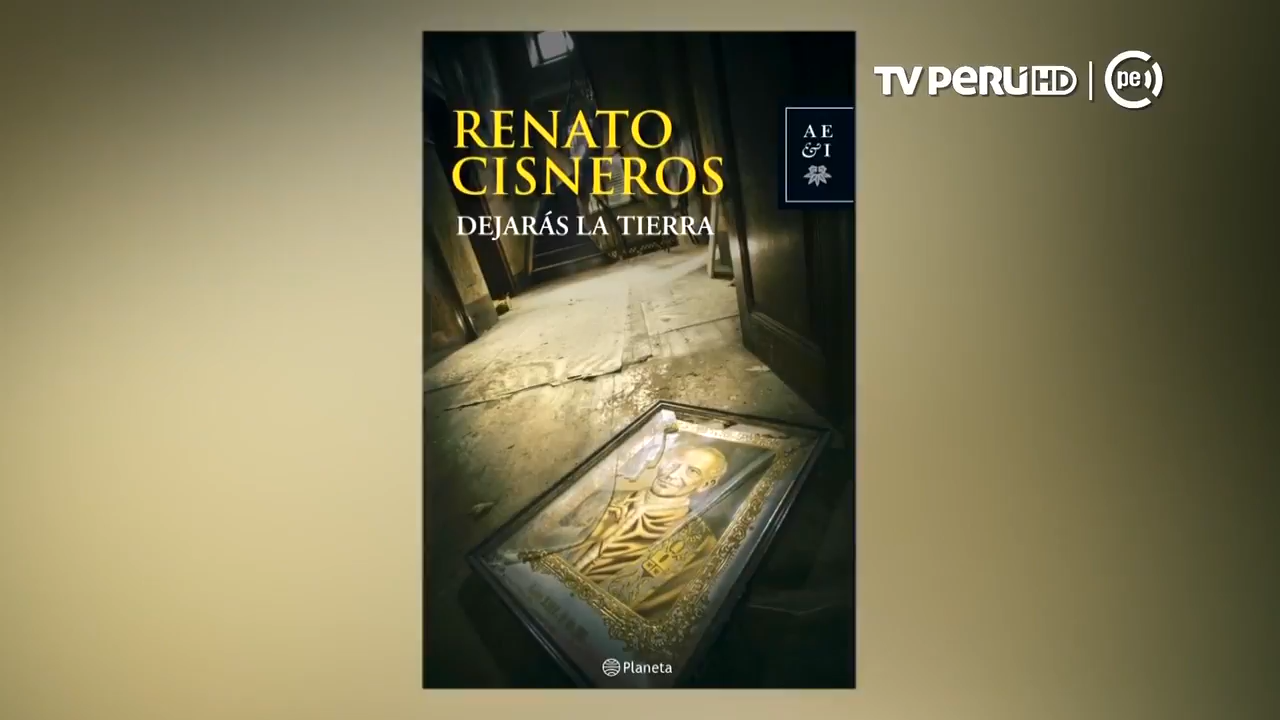 TV PERÚ HD
pe
RENATO
CISNEROS
DEJARÁS LA TIERRA
A E
& I
Planeta